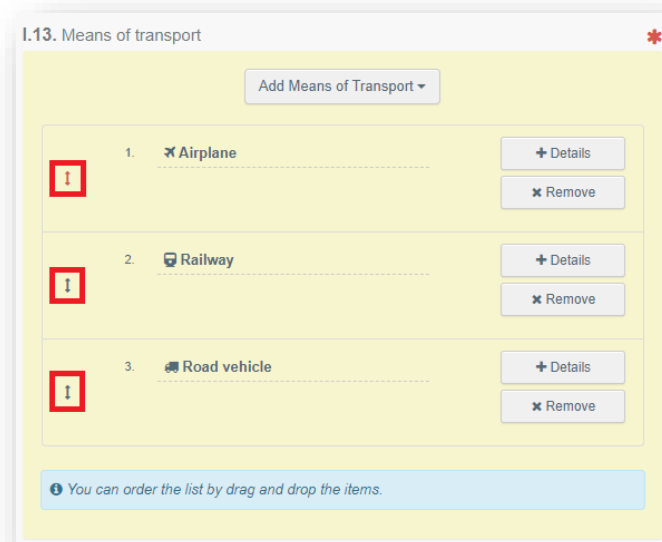 I.13. Means of transport *
Add Means of Transport
1. Airplane
+ Details
× Remove
2. Railway
+ Details
× Remove
3. Road vehicle
+ Details
× Remove
You can order the list by drag and drop the items.